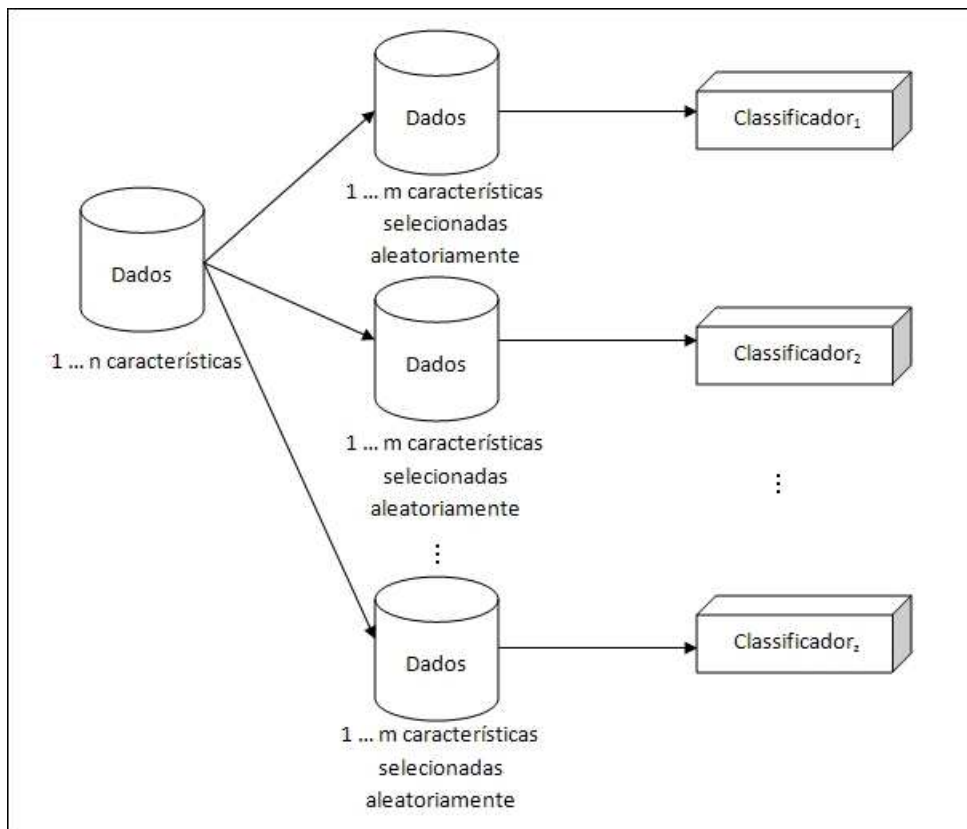 Dados
1 ... n características
Dados
1 ... m características
selecionadas
aleatoriamente
Classificador₁
Dados
1 ... m características
selecionadas
aleatoriamente
Classificador₂
⋮
⋮
Dados
1 ... m características
selecionadas
aleatoriamente
Classificador_z